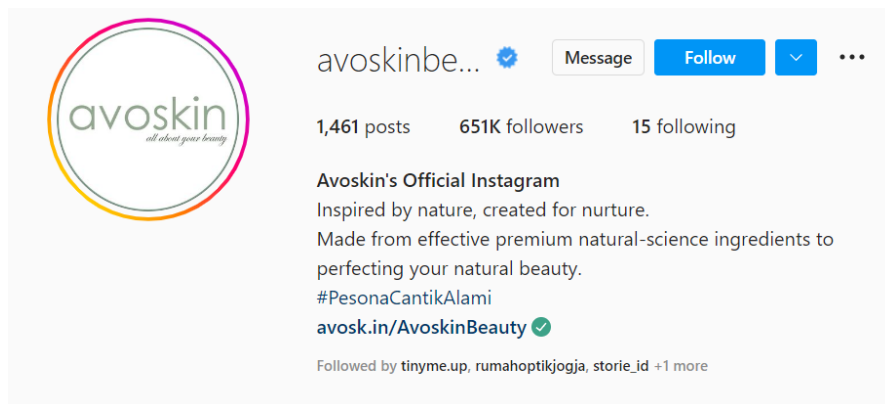 avoskin
all about your beauty
avoskinbe... Message Follow
1,461 posts 651K followers 15 following
Avoskin's Official Instagram
Inspired by nature, created for nurture.
Made from effective premium natural-science ingredients to
perfecting your natural beauty.
#PesonaCantikAlami
avosk.in/AvoskinBeauty
Followed by tinyme.up, rumahoptikjogja, storie_id +1 more